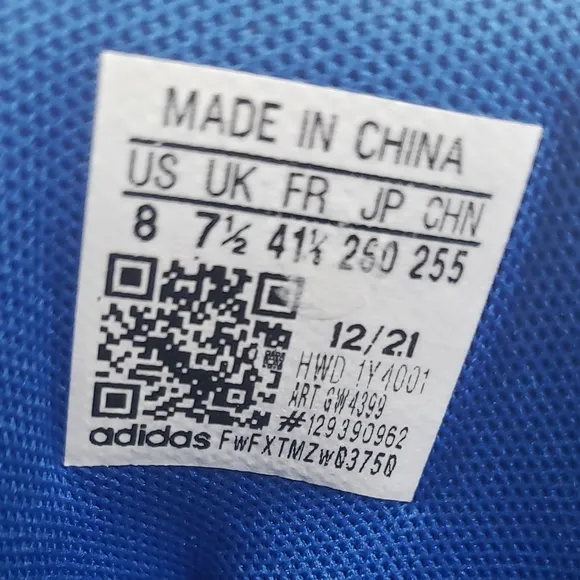 MADE IN CHINA
US UK FR JP CHN
8 7½ 41⅓ 260 255
12/21
HWD 1Y4001
ART GW4399
#129390962
adidas FwFXTMZw03750